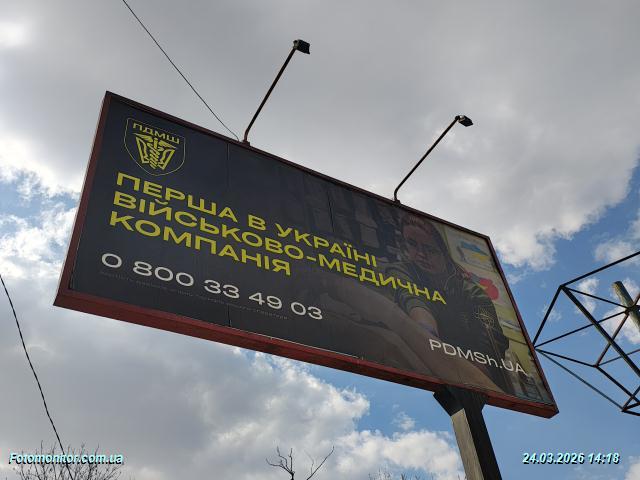 ПДМШ
ПЕРША В УКРАЇНІ
ВІЙСЬКОВО-МЕДИЧНА
КОМПАНІЯ
0 800 33 49 03
PDMSh.UA
Fotomonitor.com.ua
24.03.2026 14:18